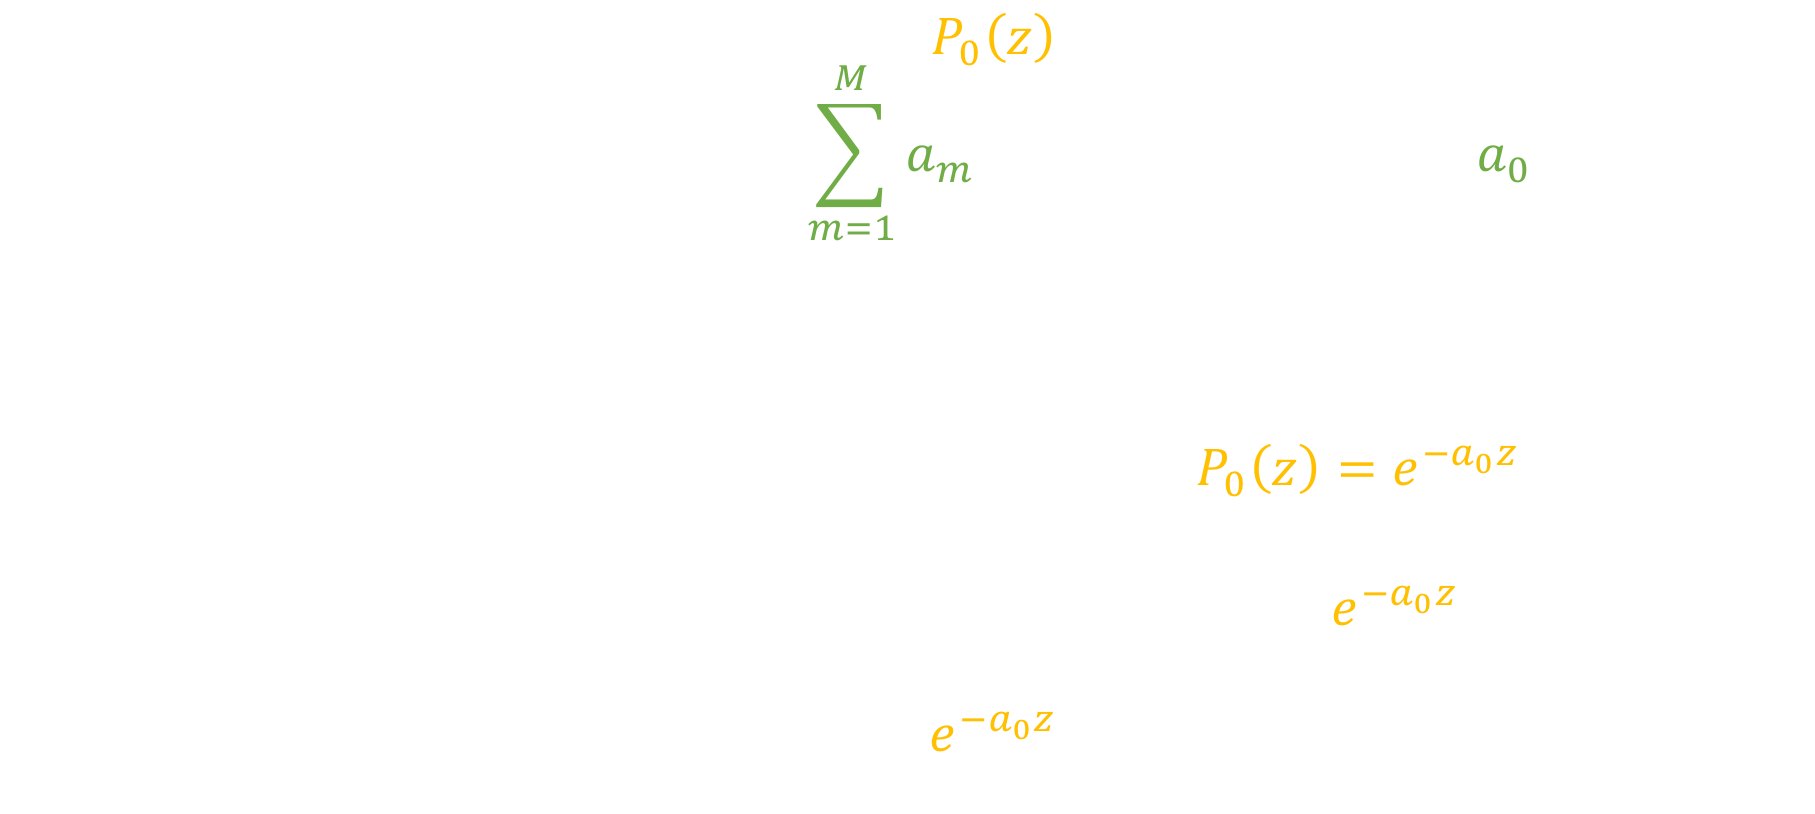 P₀(z)
∑_{m=1}^{M} a_m a₀
P₀(z) = e^{-a₀z}
e^{-a₀z}
e^{-a₀z}